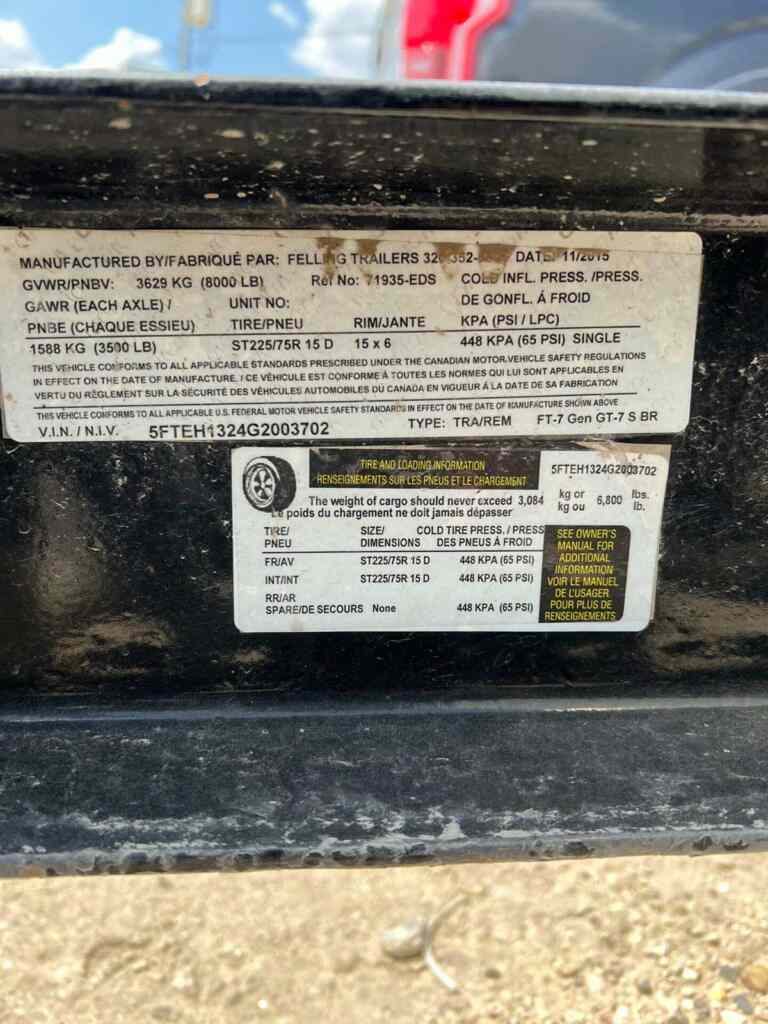 MANUFACTURED BY/FABRIQUÉ PAR: FELLING TRAILERS DATE: 11/2015
GVWR/PNBV: 3629 KG (8000 LB) Ref No: 71935-EDS COLD INFL. PRESS. /PRESS.
GAWR (EACH AXLE) / UNIT NO: DE GONFL. Á FROID
PNBE (CHAQUE ESSIEU) TIRE/PNEU RIM/JANTE KPA (PSI / LPC)
1588 KG (3500 LB) ST225/75R 15 D 15 x 6 448 KPA (65 PSI) SINGLE
THIS VEHICLE CONFORMS TO ALL APPLICABLE STANDARDS PRESCRIBED UNDER THE CANADIAN MOTOR.VEHICLE SAFETY REGULATIONS
IN EFFECT ON THE DATE OF MANUFACTURE. / CE VÉHICULE EST CONFORME À TOUTES LES NORMES QUI LUI SONT APPLICABLES EN
VERTU DU RÉGLEMENT SUR LA SÉCURITÉ DES VÉHICULES AUTOMOBILES DU CANADA EN VIGUEUR Á LA DATE DE SA FABRICATION
THIS VEHICLE CONFORMS TO ALL APPLICABLE U.S. FEDERAL MOTOR VEHICLE SAFETY STANDARDS IN EFFECT ON THE DATE OF MANUFACTURE SHOWN ABOVE
V.I.N. / N.I.V. 5FTEH1324G2003702 TYPE: TRA/REM FT-7 Gen GT-7 S BR
TIRE AND LOADING INFORMATION
RENSEIGNEMENTS SUR LES PNEUS ET LE CHARGEMENT
5FTEH1324G2003702
The weight of cargo should never exceed 3,084 kg or 6,800 lbs.
Le poids du chargement ne doit jamais dépasser kg ou lb.
TIRE/ SIZE/ COLD TIRE PRESS. / PRESS
PNEU DIMENSIONS DES PNEUS Á FROID
FR/AV ST225/75R 15 D 448 KPA (65 PSI)
INT/INT ST225/75R 15 D 448 KPA (65 PSI)
RR/AR
SPARE/DE SECOURS None 448 KPA (65 PSI)
SEE OWNER'S
MANUAL FOR
ADDITIONAL
INFORMATION
VOIR LE MANUEL
DE L'USAGER
POUR PLUS DE
RENSEIGNEMENTS